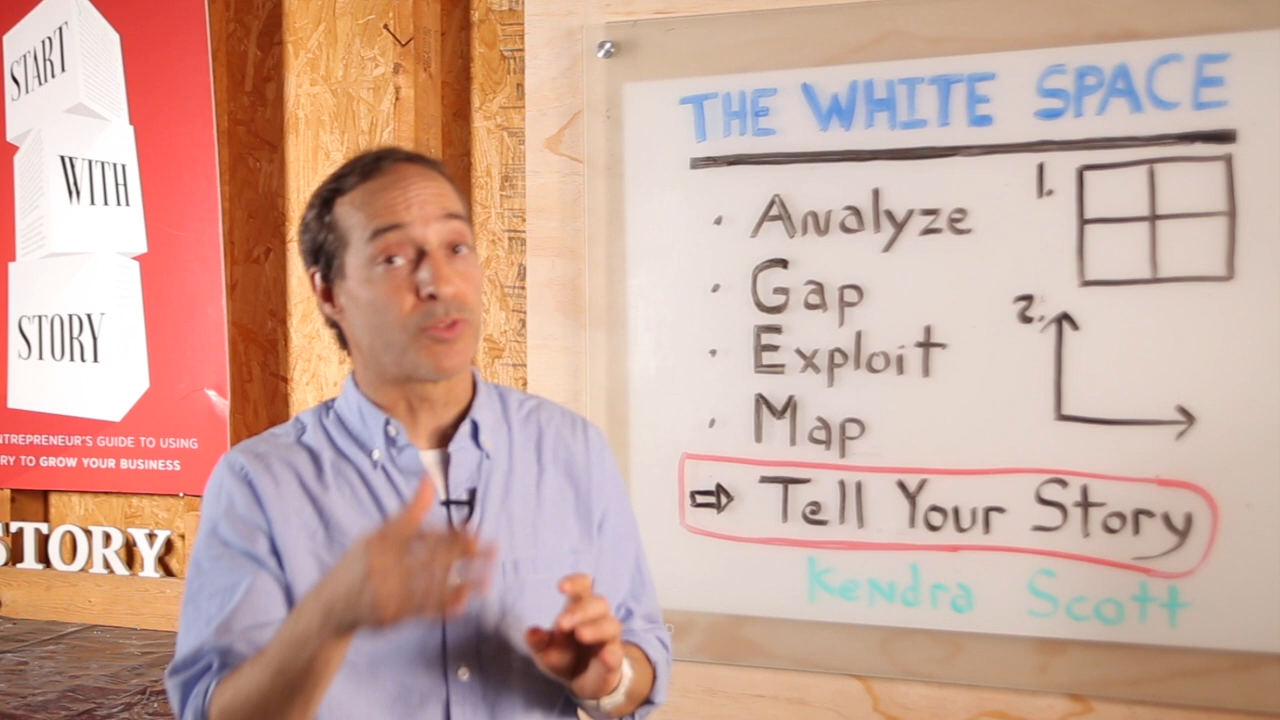 START
WITH
STORY
NTREPRENEUR'S GUIDE TO USING
RY TO GROW YOUR BUSINESS
STORY
THE WHITE SPACE
· Analyze
· Gap
· Exploit
· Map
⇨ Tell Your Story
Kendra Scott
1.
2.